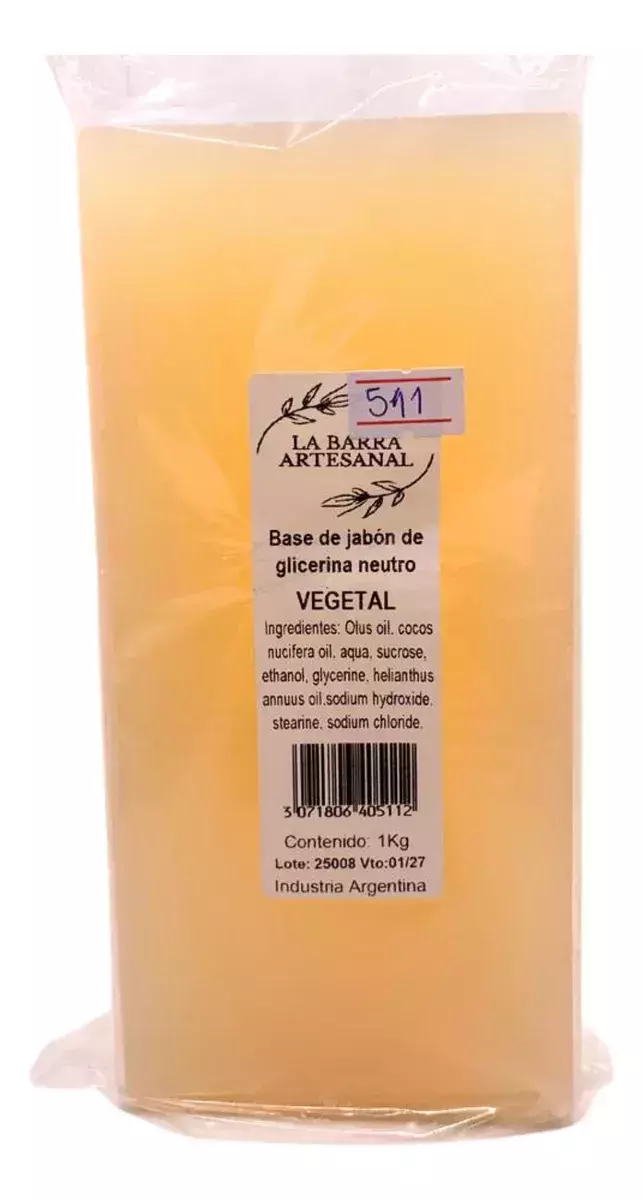 511
LA BARRA
ARTESANAL
Base de jabón de
glicerina neutro
VEGETAL
Ingredientes: Olus oil, cocos
nucifera oil, aqua, sucrose,
ethanol, glycerine, helianthus
annuus oil,sodium hydroxide,
stearine, sodium chloride,
3 071806 405112
Contenido: 1Kg
Lote: 25008 Vto:01/27
Industria Argentina